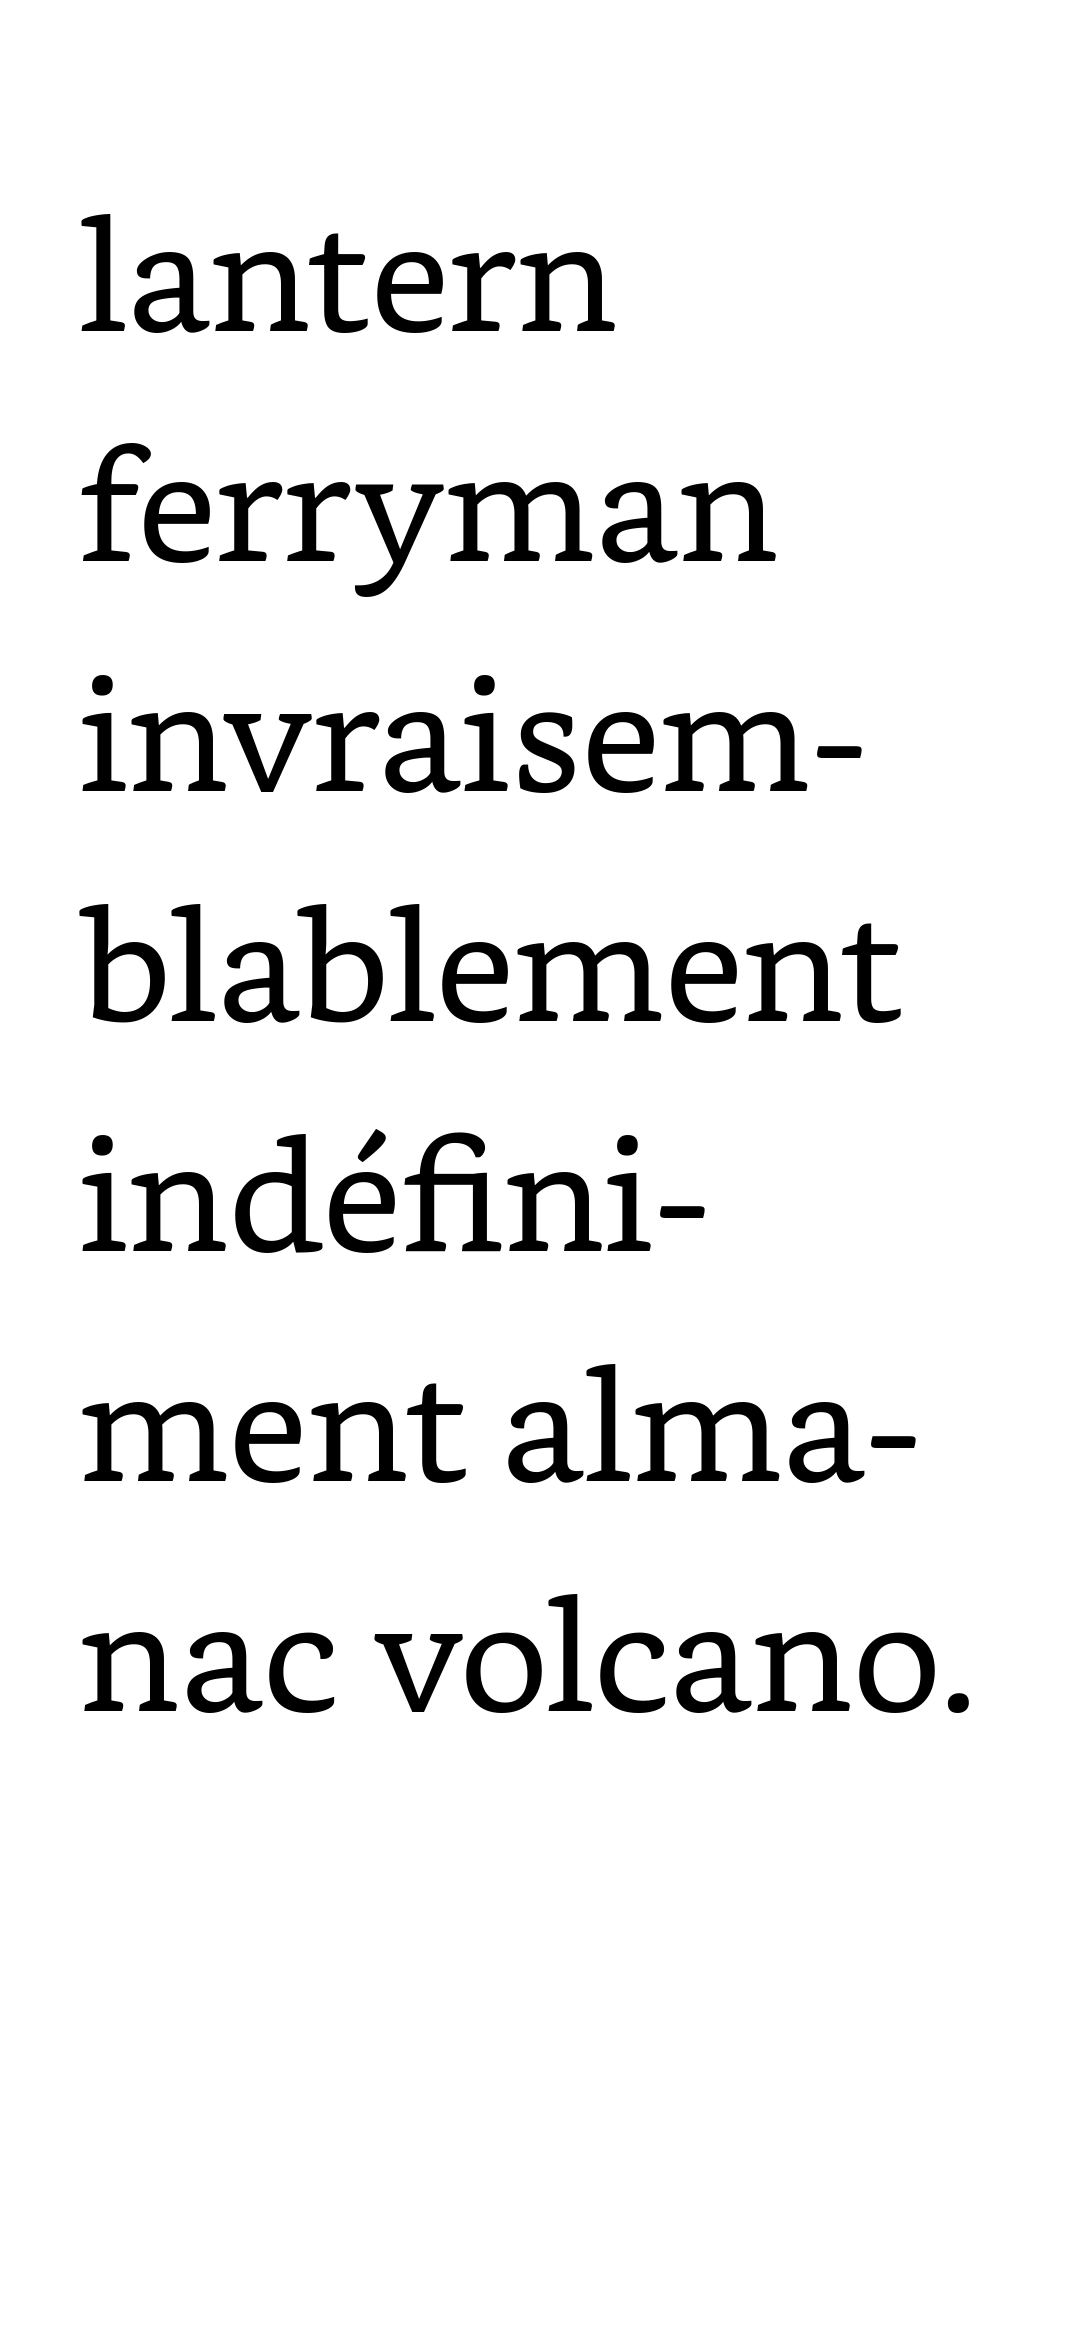 lantern
ferryman
invraisem-
blablement
indéfini-
ment alma-
nac volcano.